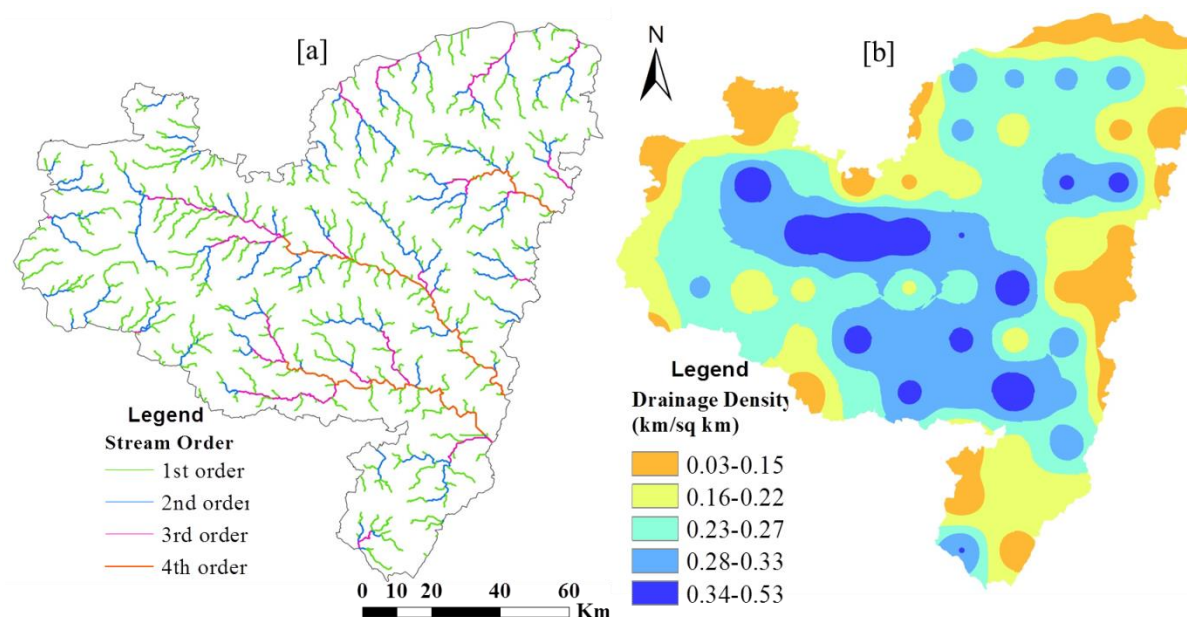 [a]
Legend
Stream Order
1st order
2nd order
3rd order
4th order
0 10 20 40 60
Km
N
[b]
Legend
Drainage Density
(km/sq km)
0.03-0.15
0.16-0.22
0.23-0.27
0.28-0.33
0.34-0.53